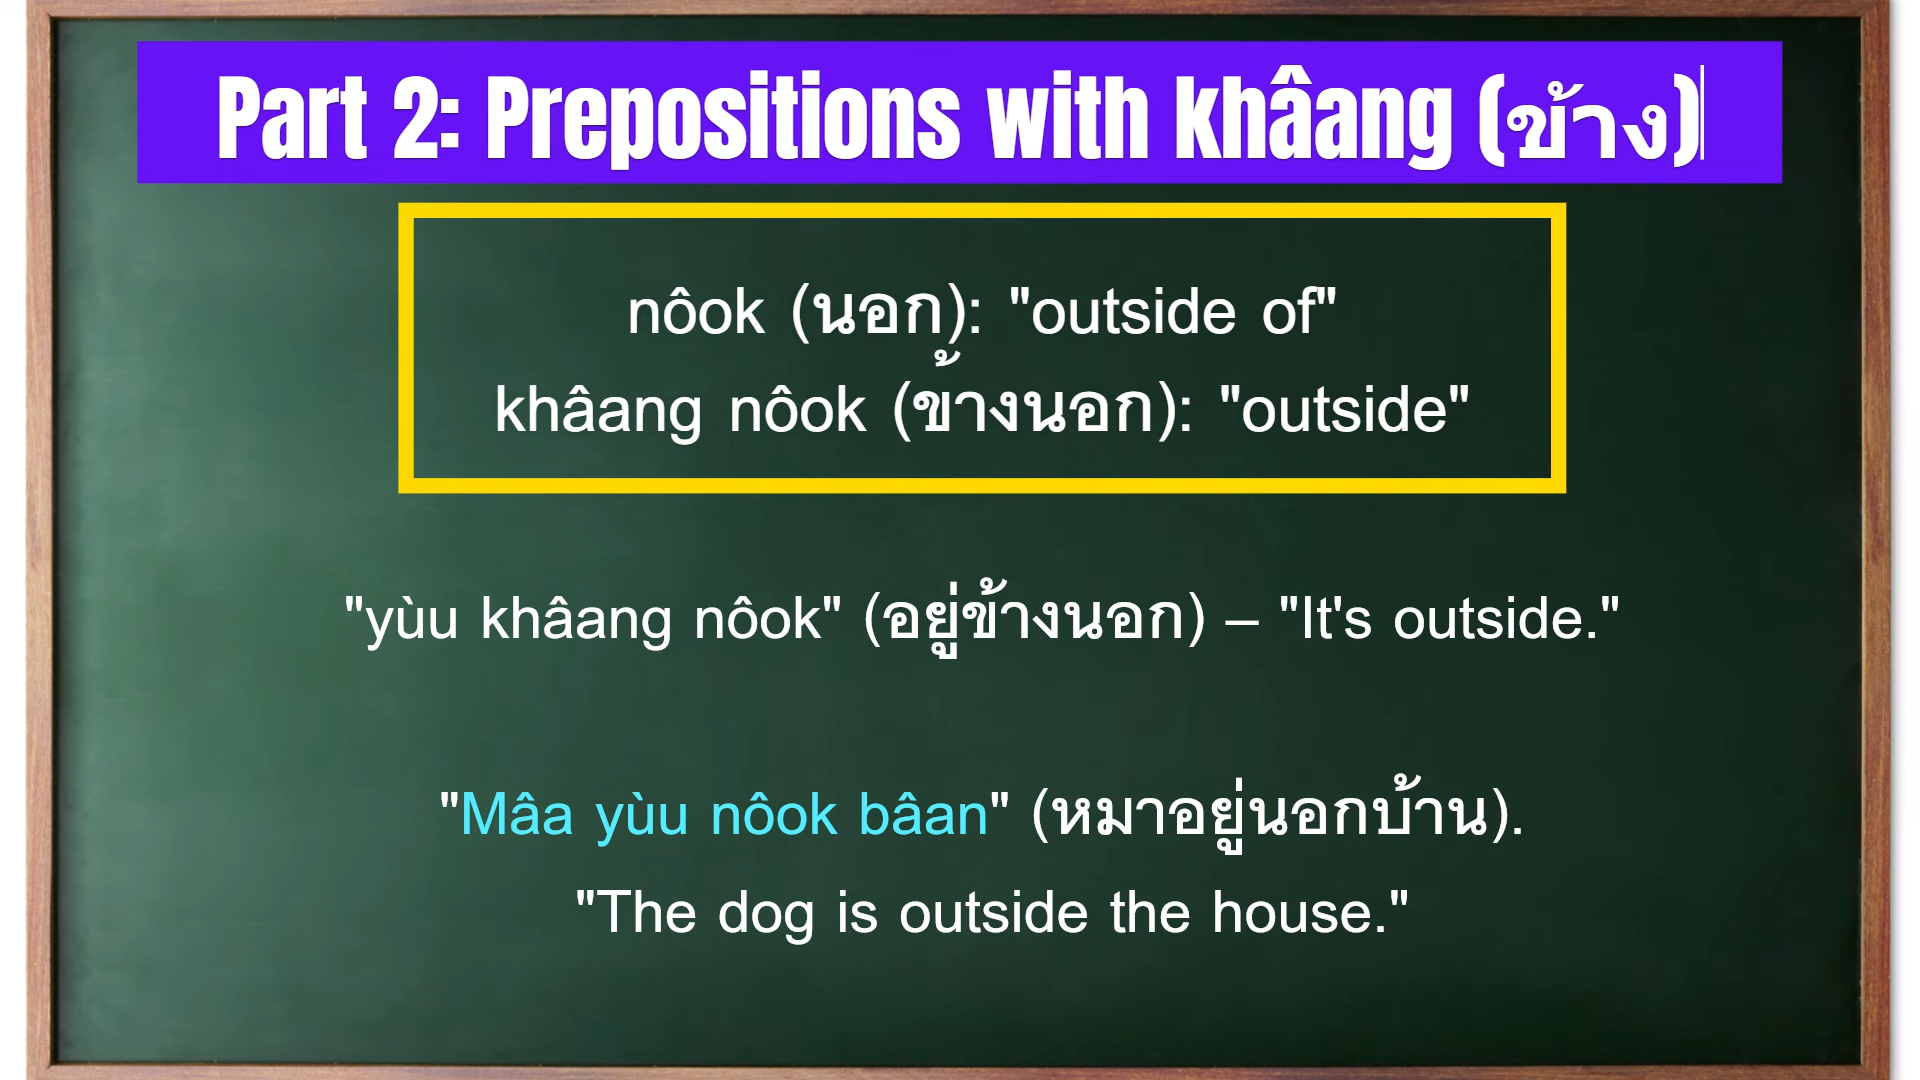 Part 2: Prepositions with khâang (ข้าง)
nôok (นอก): "outside of"
khâang nôok (ข้างนอก): "outside"
"yùu khâang nôok" (อยู่ข้างนอก) – "It's outside."
"Mâa yùu nôok bâan" (หมาอยู่นอกบ้าน).
"The dog is outside the house."